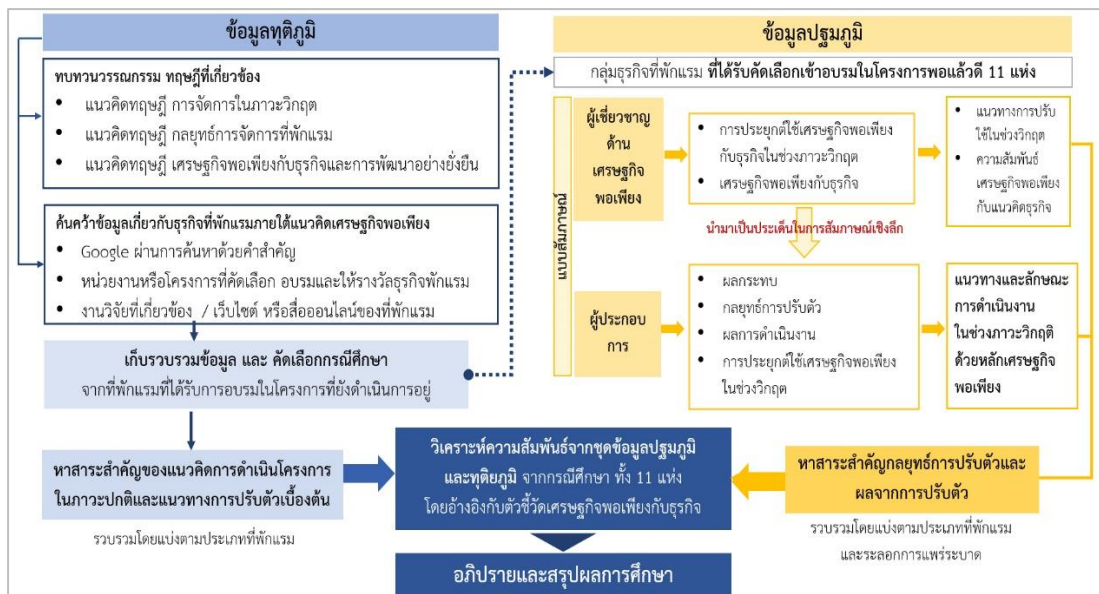 ข้อมูลทุติภูมิ
ทบทวนวรรณกรรม ทฤษฎีที่เกี่ยวข้อง
• แนวคิดทฤษฎี การจัดการในภาวะวิกฤต
• แนวคิดทฤษฎี กลยุทธ์การจัดการที่พักแรม
• แนวคิดทฤษฎี เศรษฐกิจพอเพียงกับธุรกิจและการพัฒนาอย่างยั่งยืน
ค้นคว้าข้อมูลเกี่ยวกับธุรกิจที่พักแรมภายใต้แนวคิดเศรษฐกิจพอเพียง
• Google ผ่านการค้นหาด้วยคำสำคัญ
• หน่วยงานหรือโครงการที่คัดเลือก อบรมและให้รางวัลธุรกิจพักแรม
• งานวิจัยที่เกี่ยวข้อง / เว็บไซต์ หรือสื่อออนไลน์ของที่พักแรม
เก็บรวบรวมข้อมูล และ คัดเลือกกรณีศึกษา
จากที่พักแรมที่ได้รับการอบรมในโครงการที่ยังดำเนินการอยู่
หาสาระสำคัญของแนวคิดการดำเนินโครงการ
ในภาวะปกติและแนวทางการปรับตัวเบื้องต้น
รวบรวมโดยแบ่งตามประเภทที่พักแรม
ข้อมูลปฐมภูมิ
กลุ่มธุรกิจที่พักแรม ที่ได้รับคัดเลือกเข้าอบรมในโครงการพอแล้วดี 11 แห่ง
แบบสัมภาษณ์
ผู้เชี่ยวชาญ
ด้าน
เศรษฐกิจ
พอเพียง
• การประยุกต์ใช้เศรษฐกิจพอเพียง
กับธุรกิจในช่วงภาวะวิกฤต
• เศรษฐกิจพอเพียงกับธุรกิจ
• แนวทางการปรับ
ใช้ในช่วงวิกฤต
• ความสัมพันธ์
เศรษฐกิจพอเพียง
กับแนวคิดธุรกิจ
นำมาเป็นประเด็นในการสัมภาษณ์เชิงลึก
ผู้ประกอบ
การ
• ผลกระทบ
• กลยุทธ์การปรับตัว
• ผลการดำเนินงาน
• การประยุกต์ใช้เศรษฐกิจพอเพียง
ในช่วงวิกฤต
แนวทางและลักษณะ
การดำเนินงาน
ในช่วงภาวะวิกฤติ
ด้วยหลักเศรษฐกิจ
พอเพียง
หาสาระสำคัญกลยุทธ์การปรับตัวและ
ผลจากการปรับตัว
รวบรวมโดยแบ่งตามประเภทที่พักแรม
และระลอกการแพร่ระบาด
วิเคราะห์ความสัมพันธ์จากชุดข้อมูลปฐมภูมิ
และทุติยภูมิ จากกรณีศึกษา ทั้ง 11 แห่ง
โดยอ้างอิงกับตัวชี้วัดเศรษฐกิจพอเพียงกับธุรกิจ
อภิปรายและสรุปผลการศึกษา